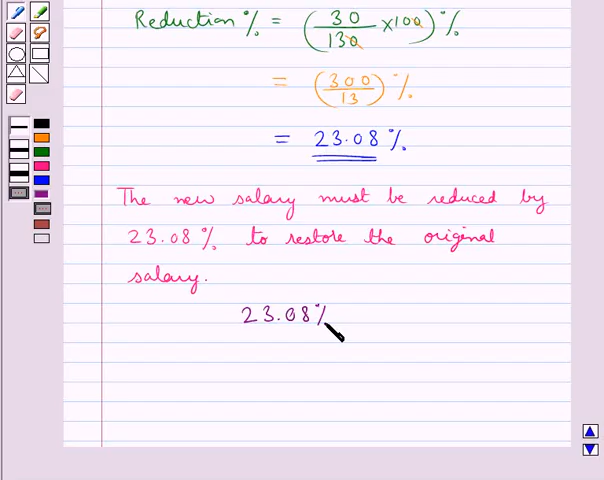 Reduction % = (30/130 × 100) %
= (300/13) %
= 23.08 %
The new salary must be reduced by
23.08 % to restore the original
salary.
23.08%